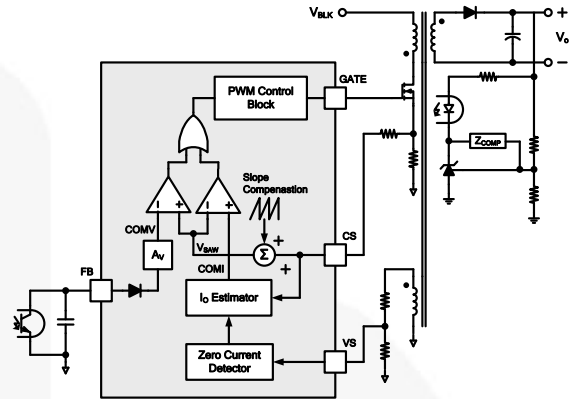 VBLK
+
Vo
−
GATE
PWM Control
Block
ZCOMP
Slope
Compenastion
− +
− +
COMV
VSAW
+
Σ
+
CS
AV
COMI
FB
IO Estimator
VS
Zero Current
Detector